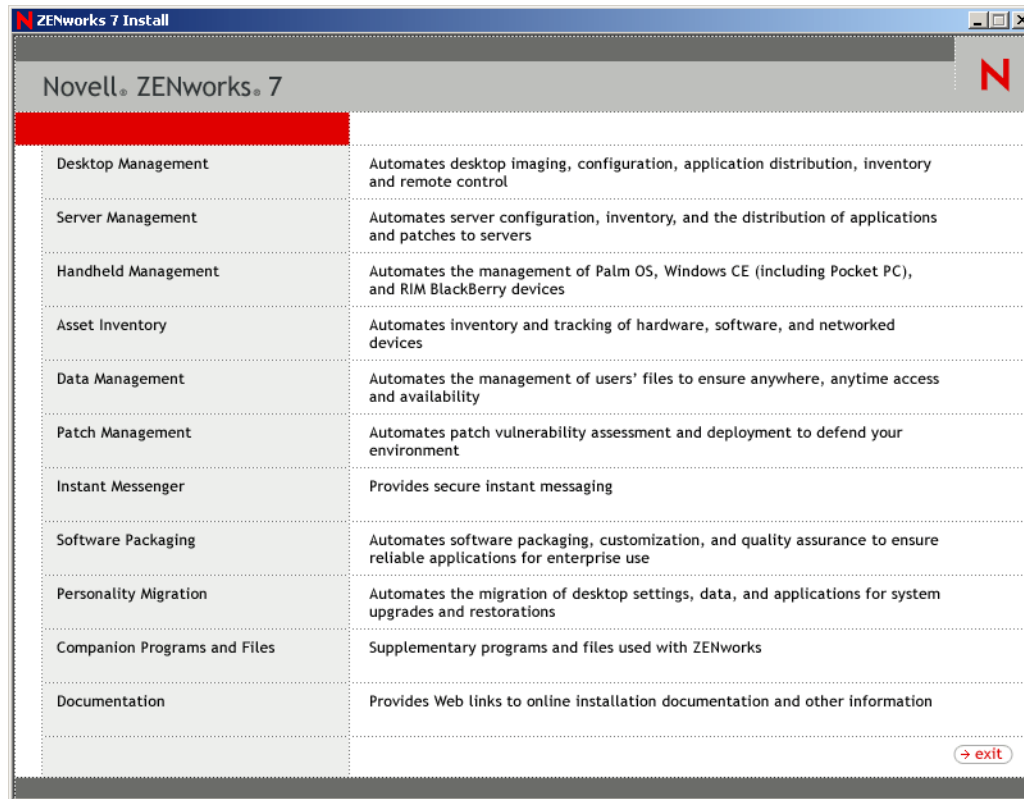 ZENworks 7 Install
Novell® ZENworks® 7
N
Desktop Management
Automates desktop imaging, configuration, application distribution, inventory
and remote control
Server Management
Automates server configuration, inventory, and the distribution of applications
and patches to servers
Handheld Management
Automates the management of Palm OS, Windows CE (including Pocket PC),
and RIM BlackBerry devices
Asset Inventory
Automates inventory and tracking of hardware, software, and networked
devices
Data Management
Automates the management of users’ files to ensure anywhere, anytime access
and availability
Patch Management
Automates patch vulnerability assessment and deployment to defend your
environment
Instant Messenger
Provides secure instant messaging
Software Packaging
Automates software packaging, customization, and quality assurance to ensure
reliable applications for enterprise use
Personality Migration
Automates the migration of desktop settings, data, and applications for system
upgrades and restorations
Companion Programs and Files
Supplementary programs and files used with ZENworks
Documentation
Provides Web links to online installation documentation and other information
exit